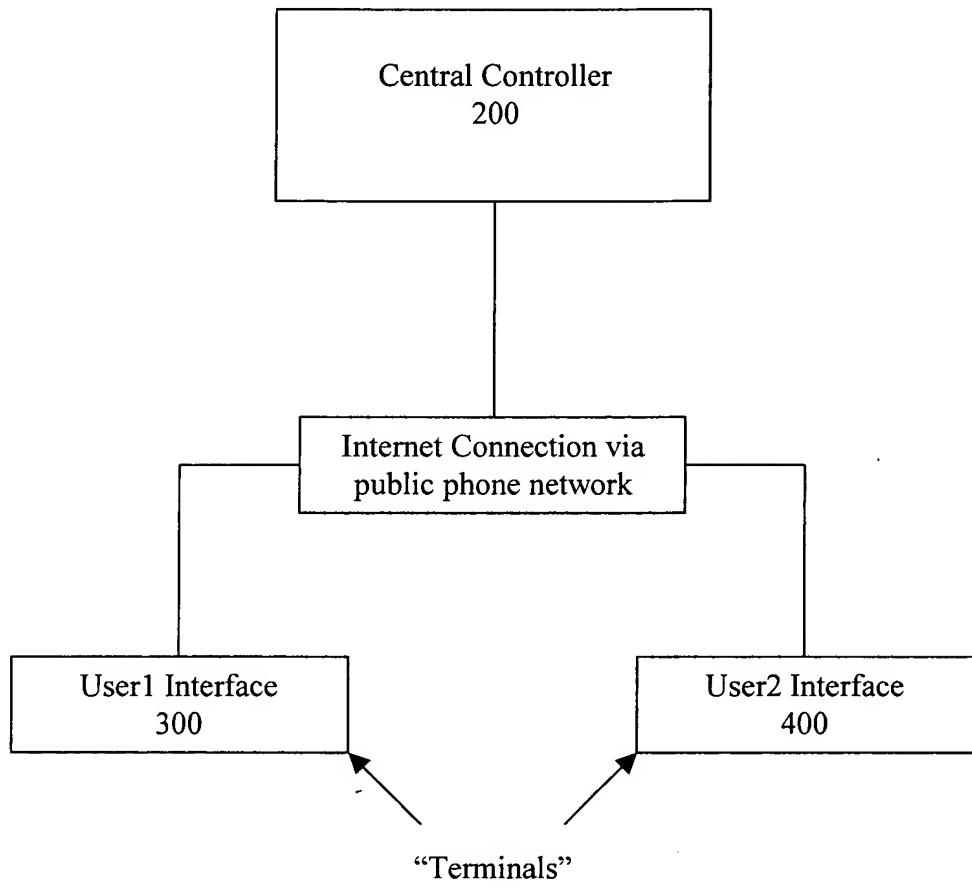 Central Controller
200
Internet Connection via
public phone network
User1 Interface
300
User2 Interface
400
“Terminals”